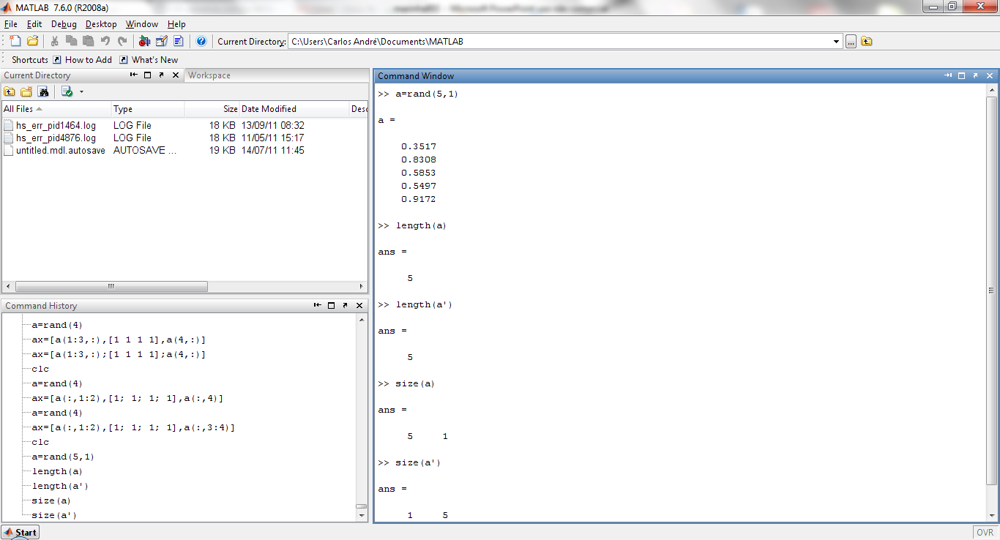 MATLAB 7.6.0 (R2008a)
File Edit Debug Desktop Window Help
Current Directory: C:\Users\Carlos André\Documents\MATLAB
...
Shortcuts How to Add What's New
Current Directory
Workspace
All Files Type Size Date Modified Desc
hs_err_pid1464.log LOG File 18 KB 13/09/11 08:32
hs_err_pid4876.log LOG File 18 KB 11/05/11 15:17
untitled.mdl.autosave AUTOSAVE ... 19 KB 14/07/11 11:45
Command History
a=rand(4)
ax=[a(1:3,:),[1 1 1 1],a(4,:)]
ax=[a(1:3,:);[1 1 1 1];a(4,:)]
clc
a=rand(4)
ax=[a(:,1:2),[1; 1; 1; 1],a(:,4)]
a=rand(4)
ax=[a(:,1:2),[1; 1; 1; 1],a(:,3:4)]
clc
a=rand(5,1)
length(a)
length(a')
size(a)
size(a')
Command Window
>> a=rand(5,1)
a =
0.3517
0.8308
0.5853
0.5497
0.9172
>> length(a)
ans =
5
>> length(a')
ans =
5
>> size(a)
ans =
5 1
>> size(a')
ans =
1 5
Start
OVR